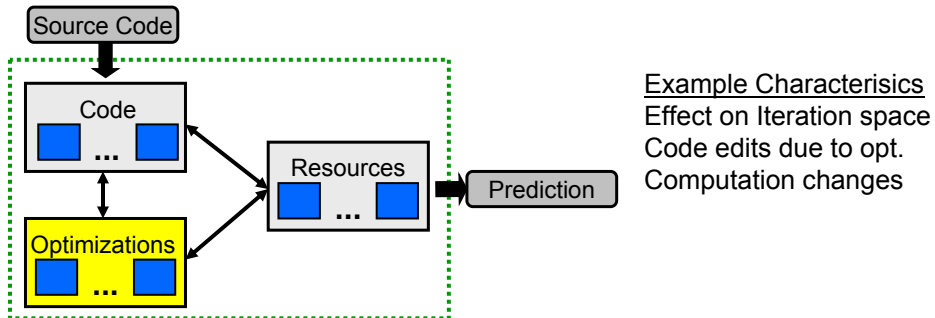 Source Code
Code
...
Resources
...
Prediction
Optimizations
...
Example Characterisics
Effect on Iteration space
Code edits due to opt.
Computation changes